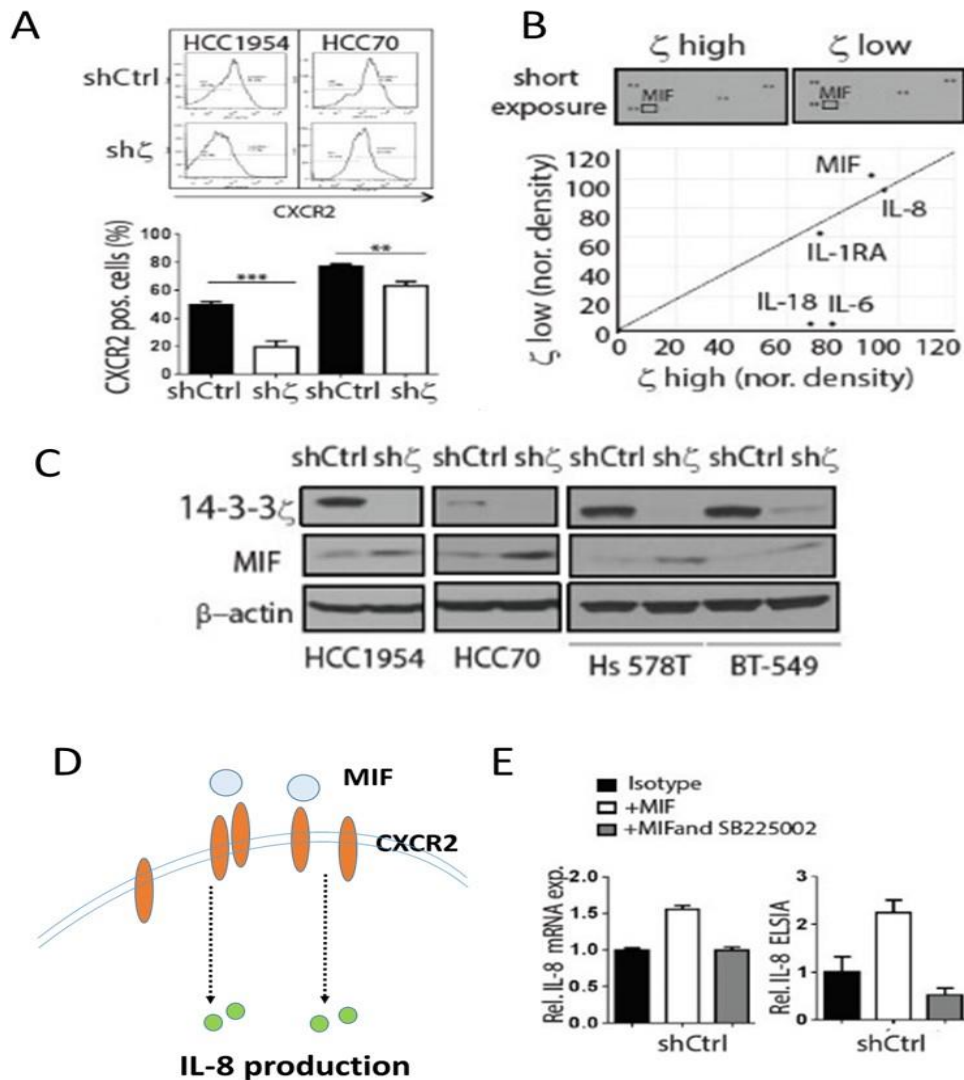 A
HCC1954 HCC70
shCtrl
shζ
CXCR2
CXCR2 pos. cells (%)
100
80
60
40
20
0
*** **
shCtrl shζ shCtrl shζ
B
ζ high ζ low
short exposure
MIF MIF
ζ low (nor. density)
120
100
80
60
40
20
0
MIF
IL-8
IL-1RA
IL-18 IL-6
0 20 40 60 80 100 120
ζ high (nor. density)
C
shCtrl shζ shCtrl shζ shCtrl shζ shCtrl shζ
14-3-3ζ
MIF
β-actin
HCC1954 HCC70 Hs 578T BT-549
D
MIF
CXCR2
IL-8 production
E
Isotype
+MIF
+MIFand SB225002
Rel. IL-8 mRNA exp.
2.0
1.5
1.0
0.5
0.0
shCtrl
Rel. IL-8 ELSIA
3
2
1
0
shCtrl